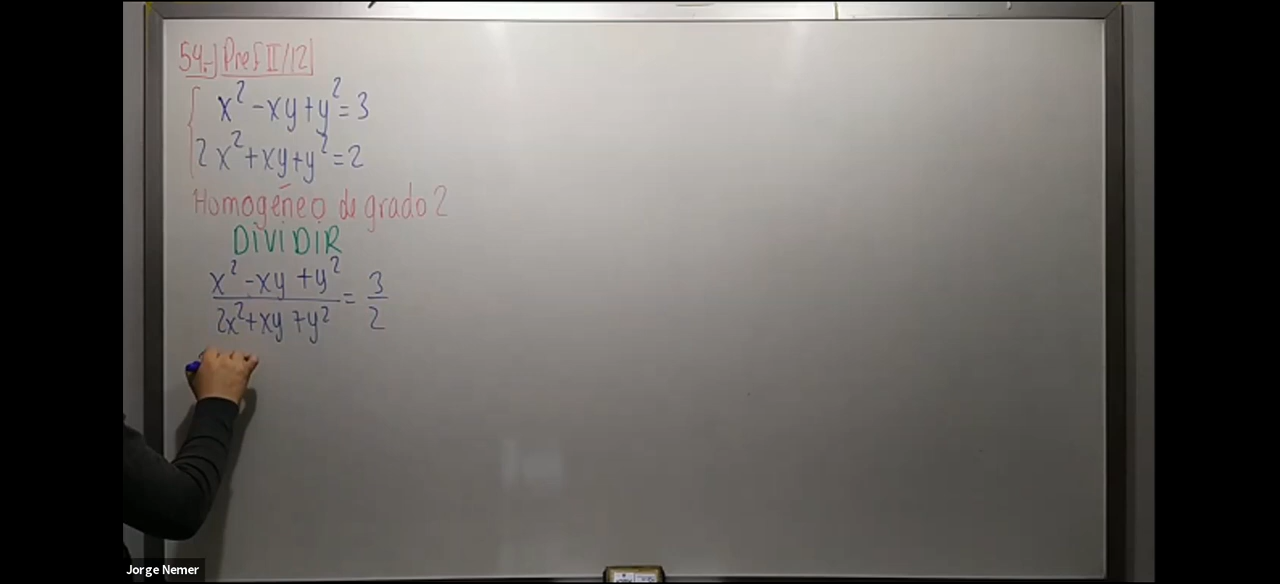 54.-] Pref II/12]
x² - xy + y² = 3
2x² + xy + y² = 2
Homogéneo de grado 2
DIVIDIR
x² - xy + y² / 2x² + xy + y² = 3 / 2
Jorge Nemer